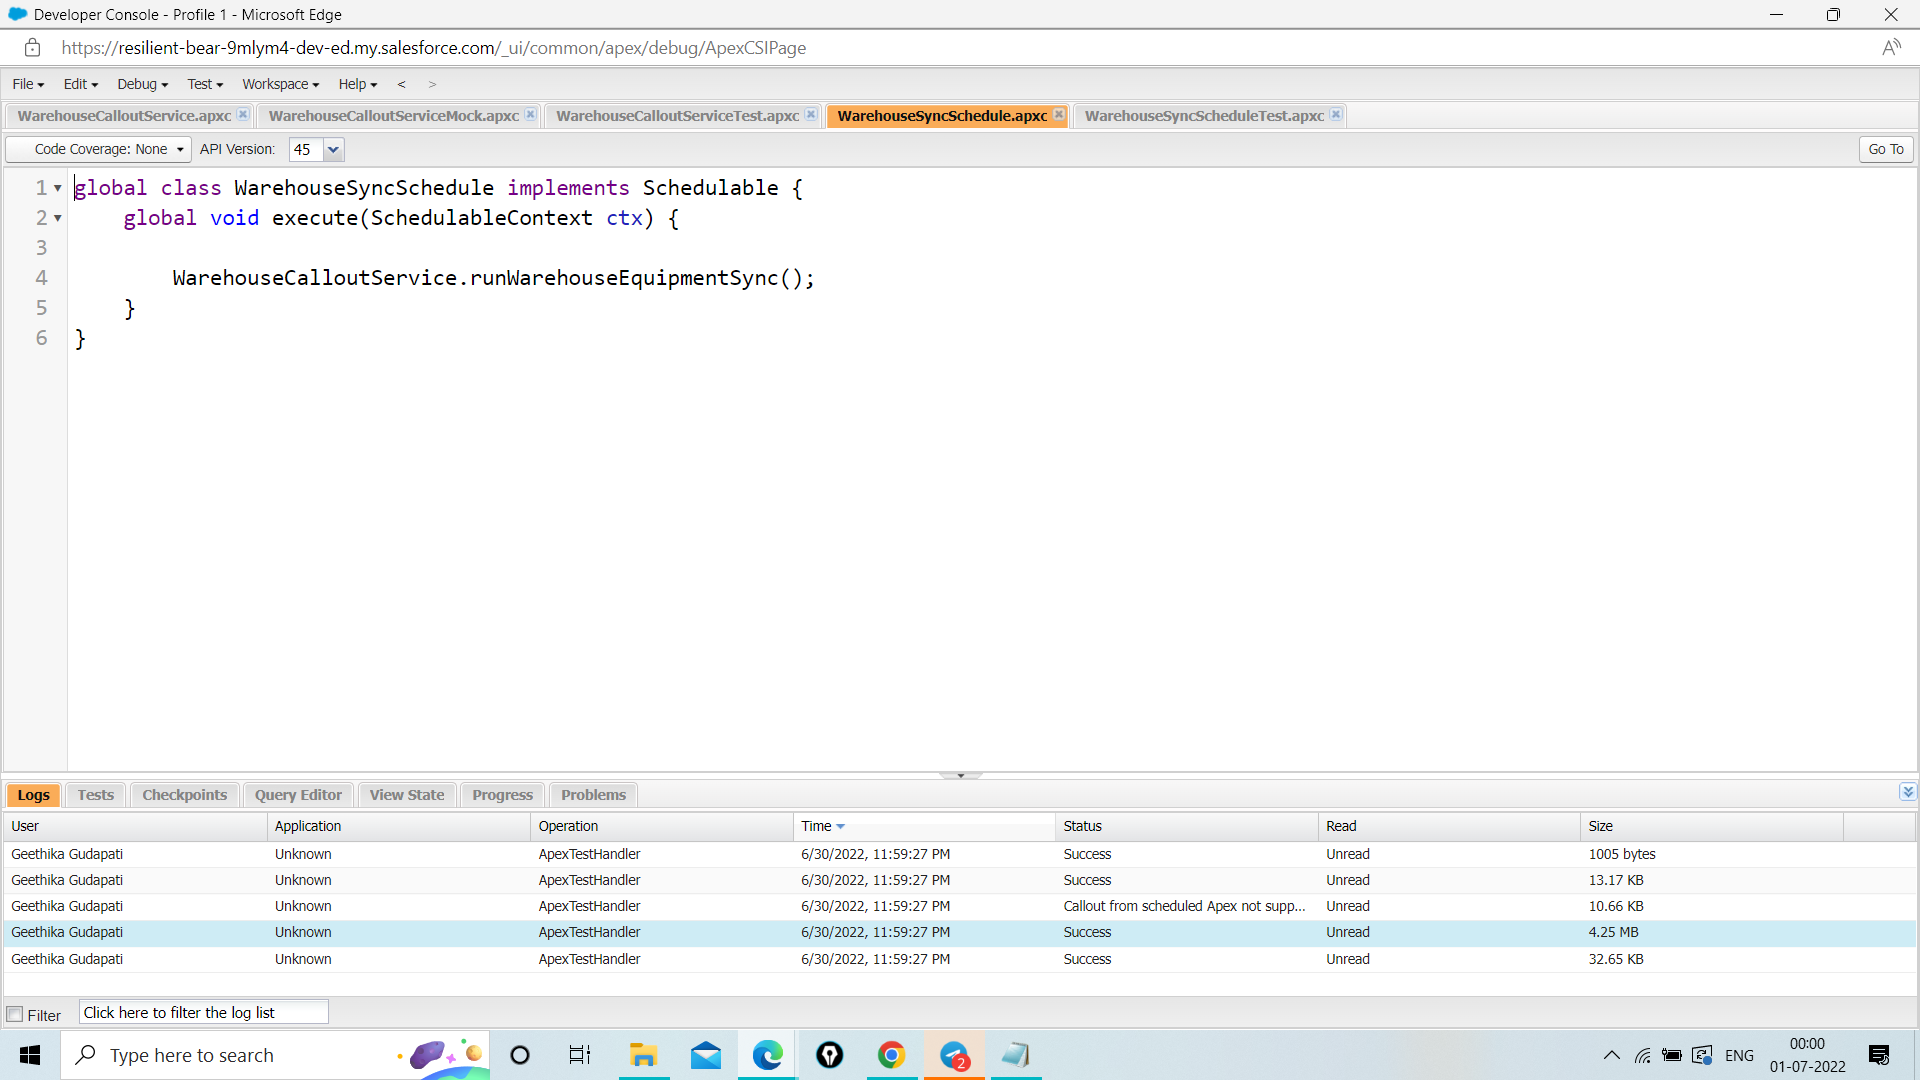 Developer Console - Profile 1 - Microsoft Edge
https://resilient-bear-9mlym4-dev-ed.my.salesforce.com/_ui/common/apex/debug/ApexCSIPage
File Edit Debug Test Workspace Help < >
WarehouseCalloutService.apxc WarehouseCalloutServiceMock.apxc WarehouseCalloutServiceTest.apxc WarehouseSyncSchedule.apxc WarehouseSyncScheduleTest.apxc
Code Coverage: None API Version: 45 Go To
1 global class WarehouseSyncSchedule implements Schedulable {
2 global void execute(SchedulableContext ctx) {
3
4 WarehouseCalloutService.runWarehouseEquipmentSync();
5 }
6 }
Logs Tests Checkpoints Query Editor View State Progress Problems
User Application Operation Time Status Read Size
Geethika Gudapati Unknown ApexTestHandler 6/30/2022, 11:59:27 PM Success Unread 1005 bytes
Geethika Gudapati Unknown ApexTestHandler 6/30/2022, 11:59:27 PM Success Unread 13.17 KB
Geethika Gudapati Unknown ApexTestHandler 6/30/2022, 11:59:27 PM Callout from scheduled Apex not supp... Unread 10.66 KB
Geethika Gudapati Unknown ApexTestHandler 6/30/2022, 11:59:27 PM Success Unread 4.25 MB
Geethika Gudapati Unknown ApexTestHandler 6/30/2022, 11:59:27 PM Success Unread 32.65 KB
Filter Click here to filter the log list
Type here to search 2 ENG 00:00
01-07-2022